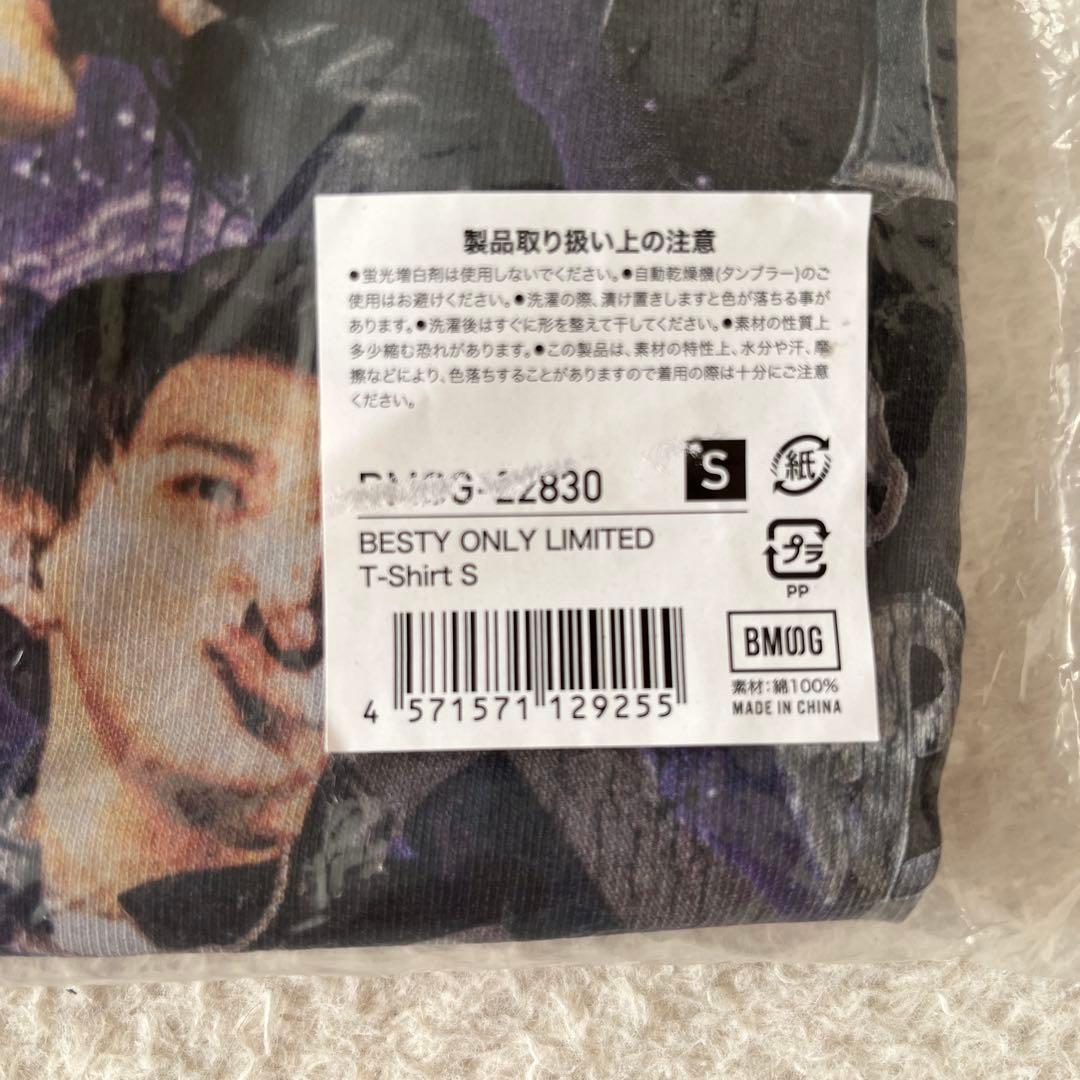 製品取り扱い上の注意
●蛍光増白剤は使用しないでください。●自動乾燥機(タンブラー)のご
使用はお避けください。●洗濯の際、漬け置きしますと色が落ちる事が
あります。●洗濯後はすぐに形を整えて干してください。●素材の性質上
多少縮む恐れがあります。●この製品は、素材の特性上、水分や汗、摩
擦などにより、色落ちすることがありますので着用の際は十分にご注意
ください。
S
紙
BESTY ONLY LIMITED
T-Shirt S
プラ
PP
BMSG
素材：綿100%
MADE IN CHINA
4 571571 129255